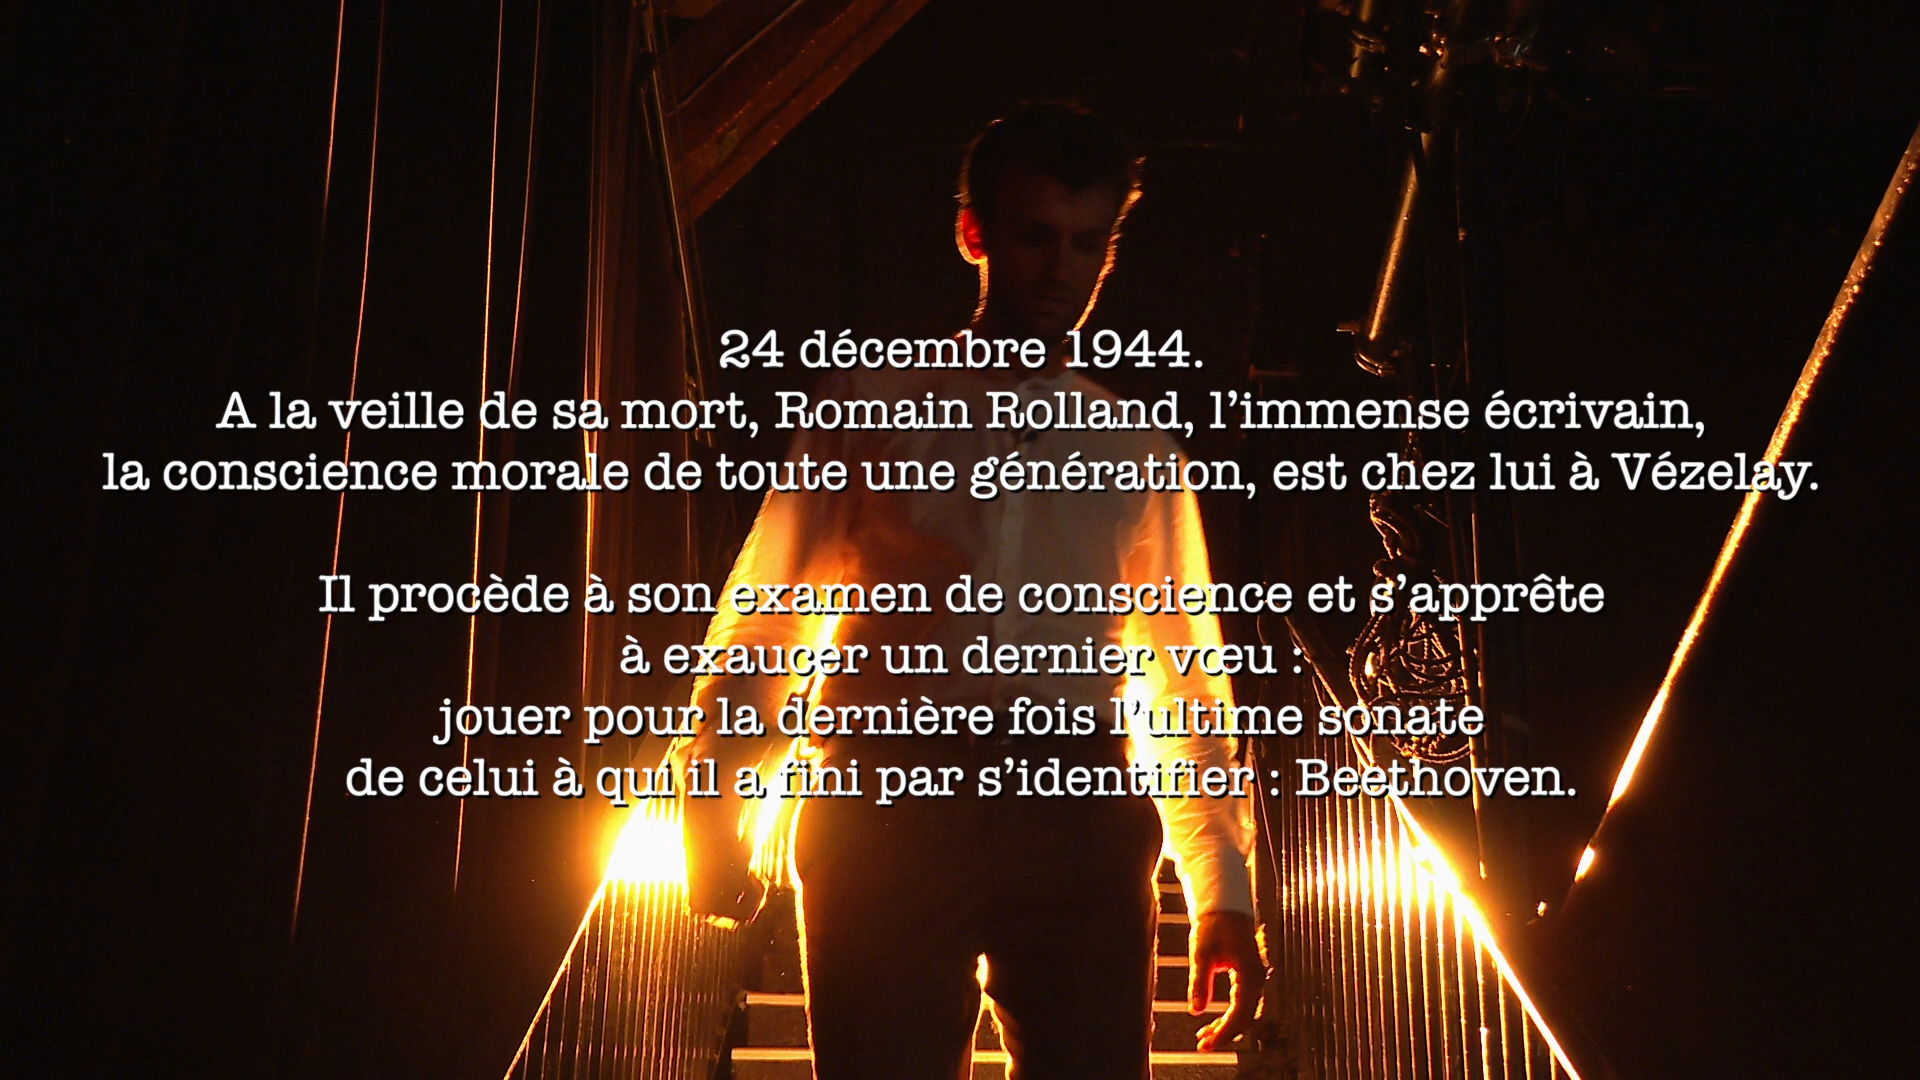 24 décembre 1944.
A la veille de sa mort, Romain Rolland, l’immense écrivain,
la conscience morale de toute une génération, est chez lui à Vézelay.
Il procède à son examen de conscience et s’apprête
à exaucer un dernier vœu :
jouer pour la dernière fois l’ultime sonate
de celui à qui il a fini par s’identifier : Beethoven.